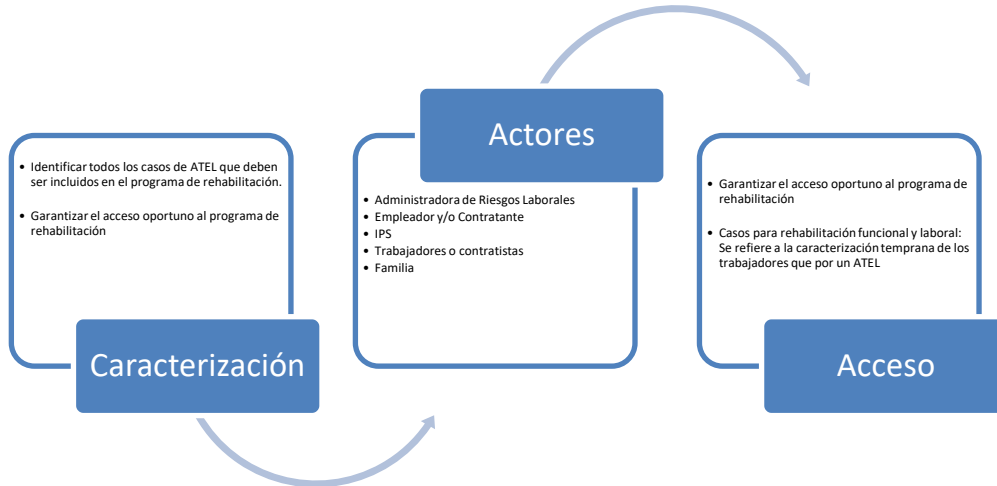 • Identificar todos los casos de ATEL que deben
ser incluidos en el programa de rehabilitación.
• Garantizar el acceso oportuno al programa de
rehabilitación
Caracterización
Actores
• Administradora de Riesgos Laborales
• Empleador y/o Contratante
• IPS
• Trabajadores o contratistas
• Familia
• Garantizar el acceso oportuno al programa de
rehabilitación
• Casos para rehabilitación funcional y laboral:
Se refiere a la caracterización temprana de los
trabajadores que por un ATEL
Acceso